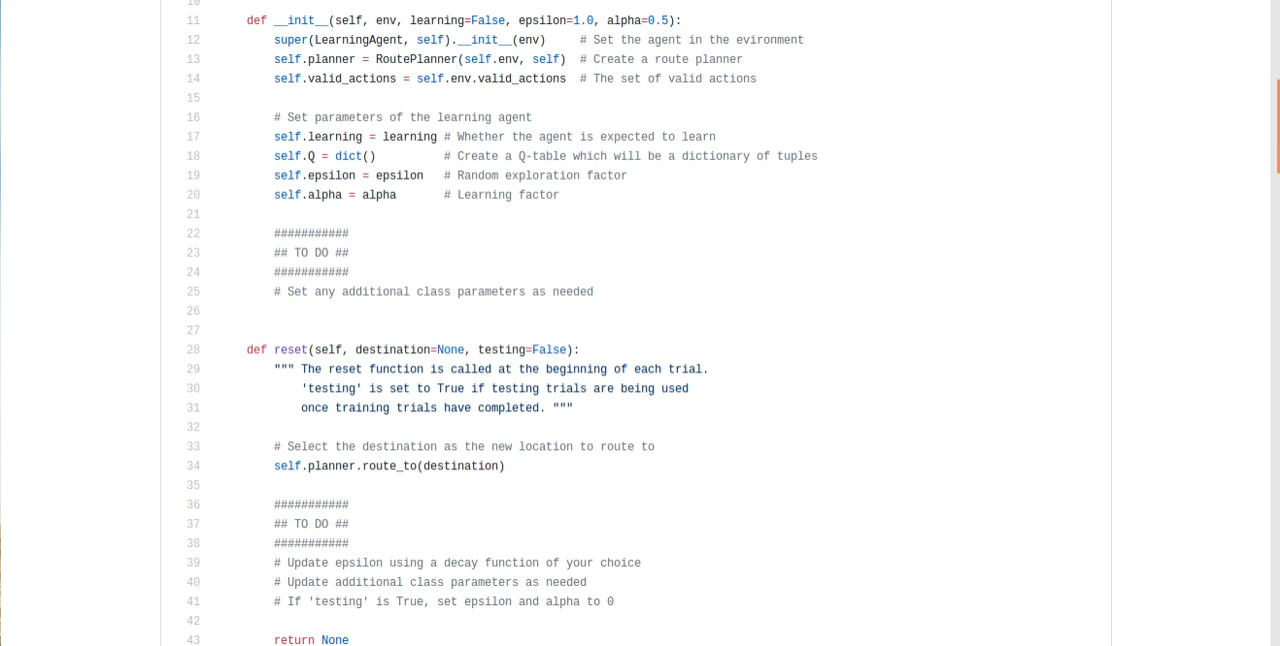 10
11 def __init__(self, env, learning=False, epsilon=1.0, alpha=0.5):
12 super(LearningAgent, self).__init__(env)     # Set the agent in the evironment
13 self.planner = RoutePlanner(self.env, self)  # Create a route planner
14 self.valid_actions = self.env.valid_actions  # The set of valid actions
15
16 # Set parameters of the learning agent
17 self.learning = learning # Whether the agent is expected to learn
18 self.Q = dict()          # Create a Q-table which will be a dictionary of tuples
19 self.epsilon = epsilon   # Random exploration factor
20 self.alpha = alpha       # Learning factor
21
22 ###########
23 ## TO DO ##
24 ###########
25 # Set any additional class parameters as needed
26
27
28 def reset(self, destination=None, testing=False):
29 """ The reset function is called at the beginning of each trial.
30 'testing' is set to True if testing trials are being used
31 once training trials have completed. """
32
33 # Select the destination as the new location to route to
34 self.planner.route_to(destination)
35
36 ###########
37 ## TO DO ##
38 ###########
39 # Update epsilon using a decay function of your choice
40 # Update additional class parameters as needed
41 # If 'testing' is True, set epsilon and alpha to 0
42
43 return None